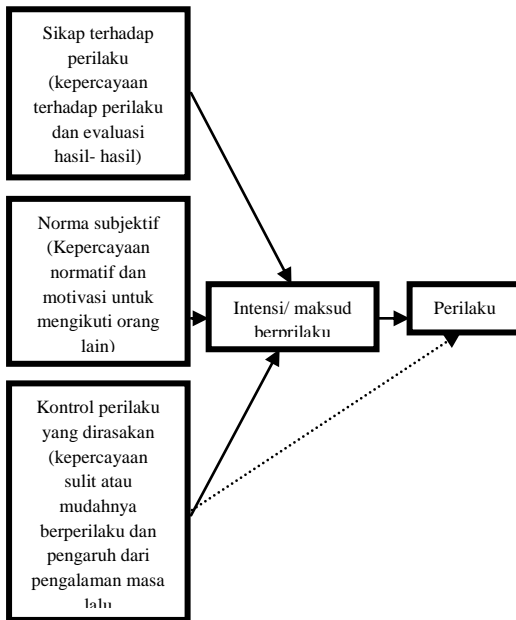 Sikap terhadap
perilaku
(kepercayaan
terhadap perilaku
dan evaluasi
hasil- hasil)
Norma subjektif
(Kepercayaan
normatif dan
motivasi untuk
mengikuti orang
lain)
Intensi/ maksud
berprilaku
Perilaku
Kontrol perilaku
yang dirasakan
(kepercayaan
sulit atau
mudahnya
berperilaku dan
pengaruh dari
pengalaman masa
lalu